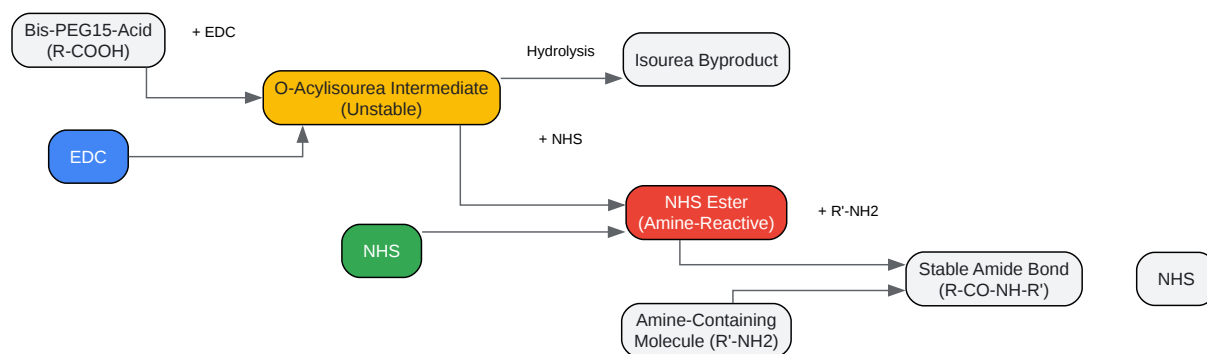 Bis-PEG15-Acid
(R-COOH)
+ EDC
Hydrolysis
Isourea Byproduct
O-Acylisourea Intermediate
(Unstable)
EDC
+ NHS
NHS Ester
(Amine-Reactive)
+ R'-NH2
NHS
Stable Amide Bond
(R-CO-NH-R')
NHS
Amine-Containing
Molecule (R'-NH2)